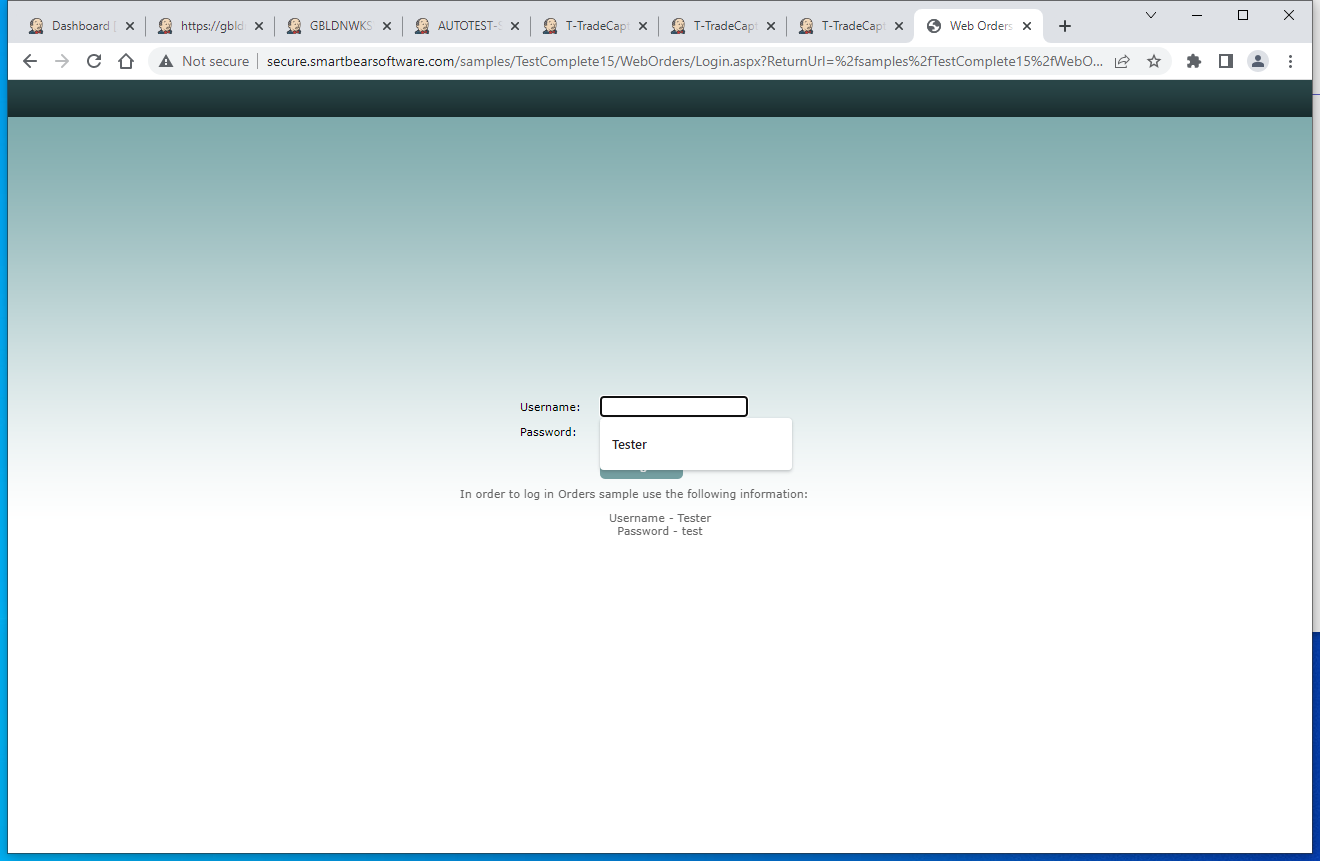 Dashboard [
https://gbld
GBLDNWKS
AUTOTEST-S
T-TradeCapt
T-TradeCapt
T-TradeCapt
Web Orders
Not secure
secure.smartbearsoftware.com/samples/TestComplete15/WebOrders/Login.aspx?ReturnUrl=%2fsamples%2fTestComplete15%2fWebO...
Username:
Password:
Tester
In order to log in Orders sample use the following information:
Username - Tester
Password - test